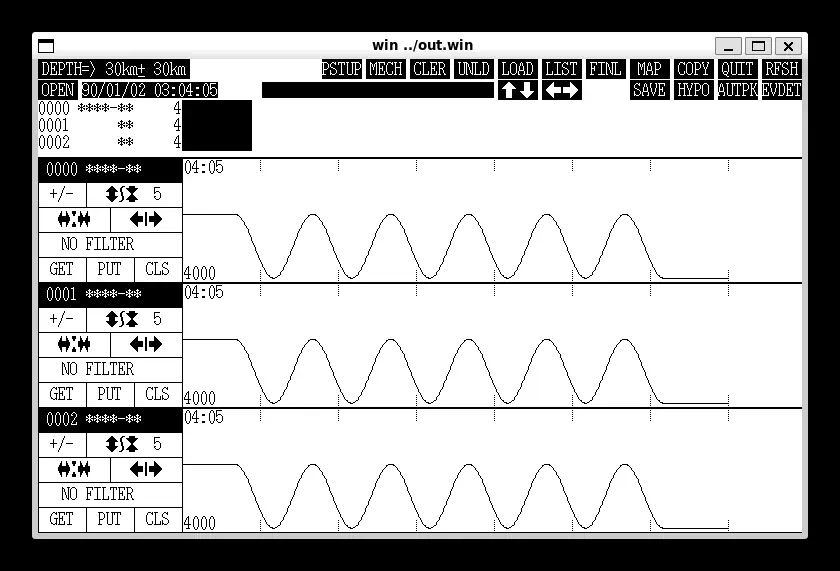 win ../out.win
DEPTH=> 30km± 30km PSTUP MECH CLER UNLD LOAD LIST FINL MAP COPY QUIT RFSH
OPEN 90/01/02 03:04:05 SAVE HYPO AUTPK EVDET
0000 ****-** 4
0001 ** 4
0002 ** 4
0000 ****-** 04:05
+/- 5
NO FILTER
GET PUT CLS 4000
0001 ****-** 04:05
+/- 5
NO FILTER
GET PUT CLS 4000
0002 ****-** 04:05
+/- 5
NO FILTER
GET PUT CLS 4000